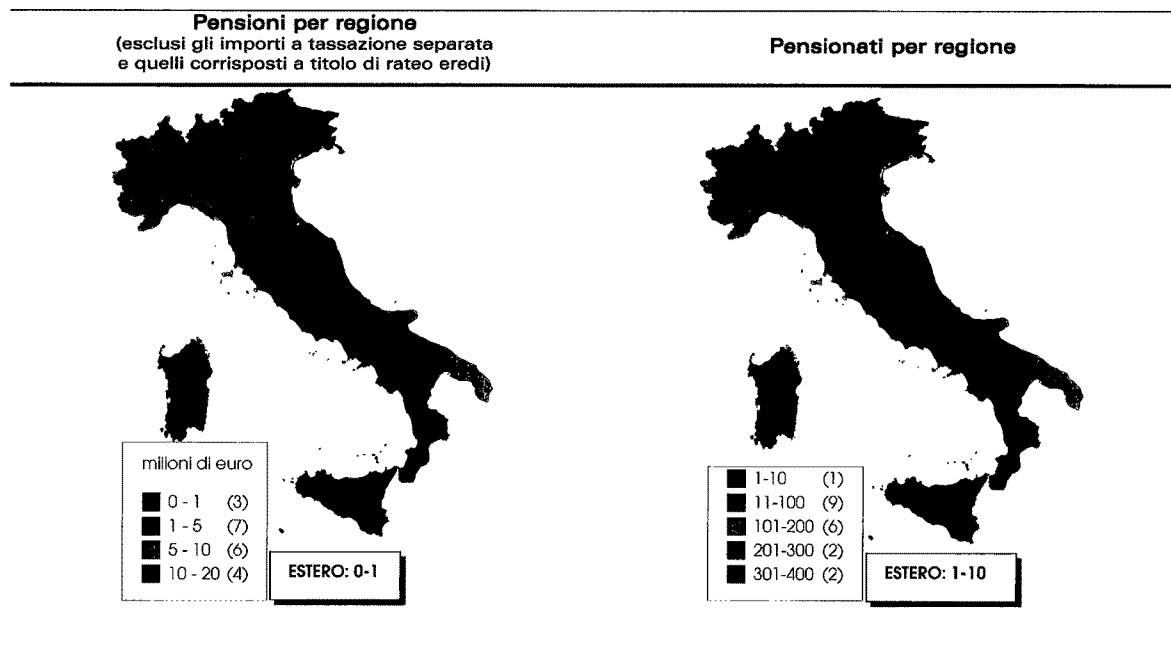 Pensioni per regione
(esclusi gli importi a tassazione separata
e quelli corrisposti a titolo di rateo eredi)
Pensionati per regione
milioni di euro
0 - 1 (3)
1 - 5 (7)
5 - 10 (6)
10 - 20 (4)
ESTERO: 0-1
1-10 (1)
11-100 (9)
101-200 (6)
201-300 (2)
301-400 (2)
ESTERO: 1-10